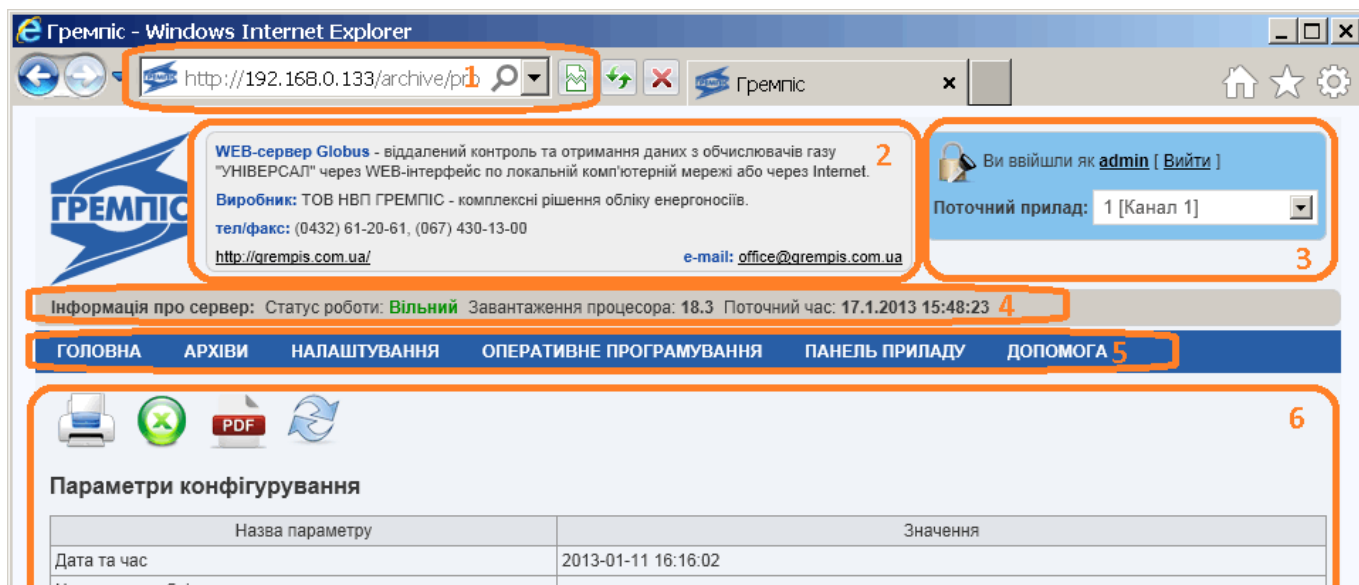 Гремпіс - Windows Internet Explorer
http://192.168.0.133/archive/prb
1
Гремпіс
ГРЕМПІС
WEB-сервер Globus - віддалений контроль та отримання даних з обчислювачів газу
"УНІВЕРСАЛ" через WEB-інтерфейс по локальній комп'ютерній мережі або через Internet.
2
Виробник: ТОВ НВП ГРЕМПІС - комплексні рішення обліку енергоносіїв.
тел/факс: (0432) 61-20-61, (067) 430-13-00
http://grempis.com.ua/ e-mail: office@grempis.com.ua
Ви ввійшли як admin [ Вийти ]
Поточний прилад: 1 [Канал 1]
3
Інформація про сервер: Статус роботи: Вільний Завантаження процесора: 18.3 Поточний час: 17.1.2013 15:48:23 4
ГОЛОВНА АРХІВИ НАЛАШТУВАННЯ ОПЕРАТИВНЕ ПРОГРАМУВАННЯ ПАНЕЛЬ ПРИЛАДУ ДОПОМОГА 5
PDF
6
Параметри конфігурування
Назва параметру Значення
Дата та час 2013-01-11 16:16:02